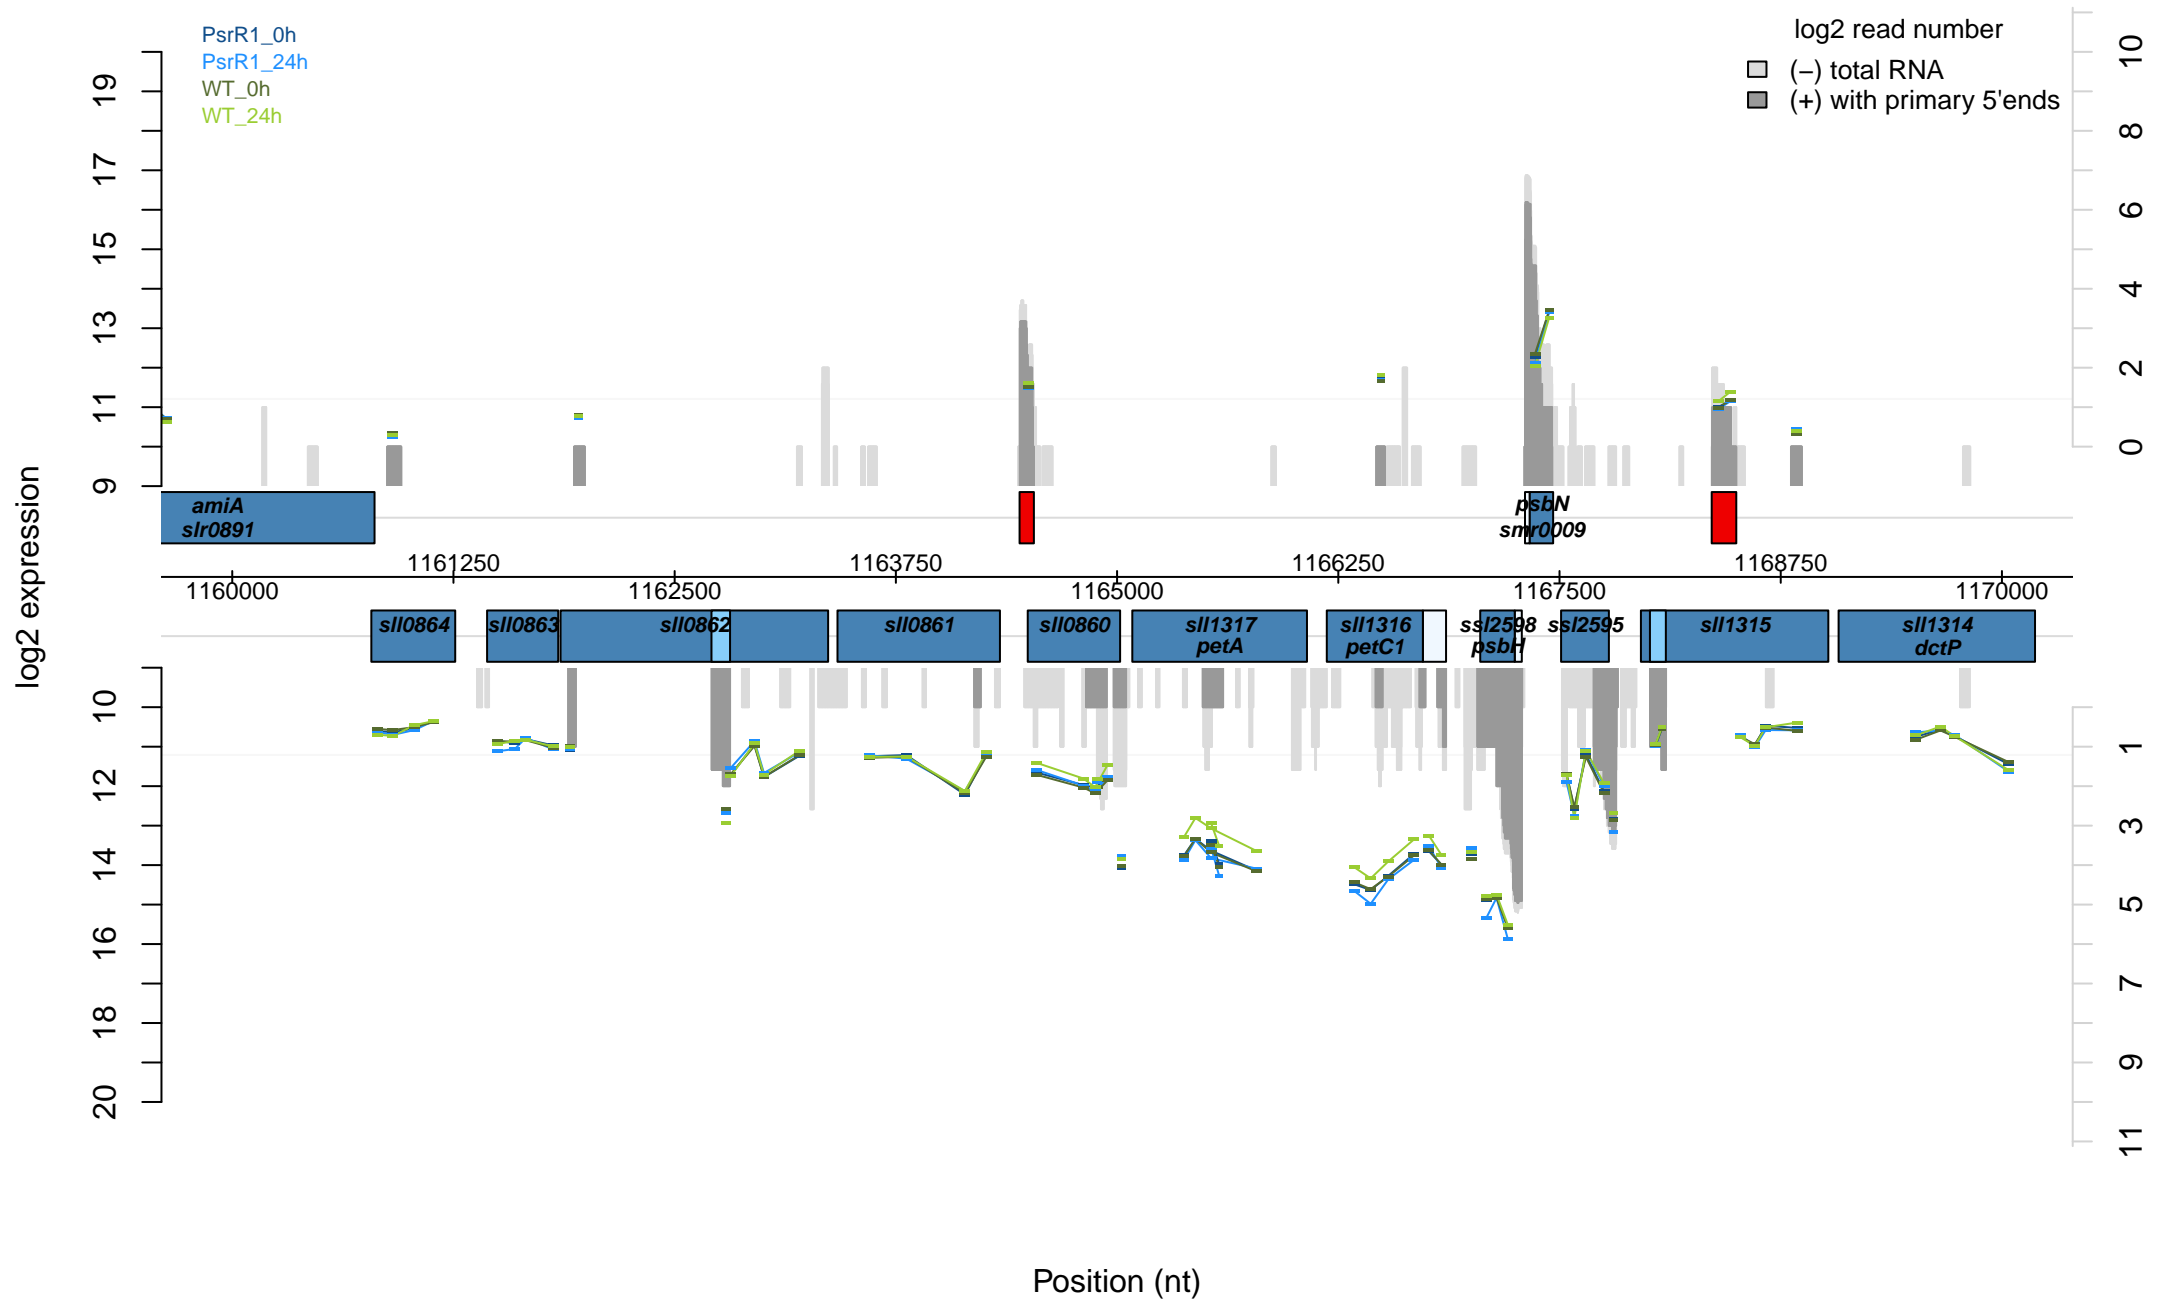 PsrR1_0h
PsrR1_24h
WT_0h
WT_24h
log2 read number
(−) total RNA
(+) with primary 5'ends
19
17
15
13
11
9
10
8
6
4
2
0
log2 expression
amiA
slr0891
psbN
smr0009
1161250
1163750
1166250
1168750
1160000
1162500
1165000
1167500
1170000
sll0864
sll0863
sll0862
sll0861
sll0860
sll1317
petA
sll1316
petC1
ssl2598
psbH
ssl2595
sll1315
sll1314
dctP
10
12
14
16
18
20
1
3
5
7
9
11
Position (nt)